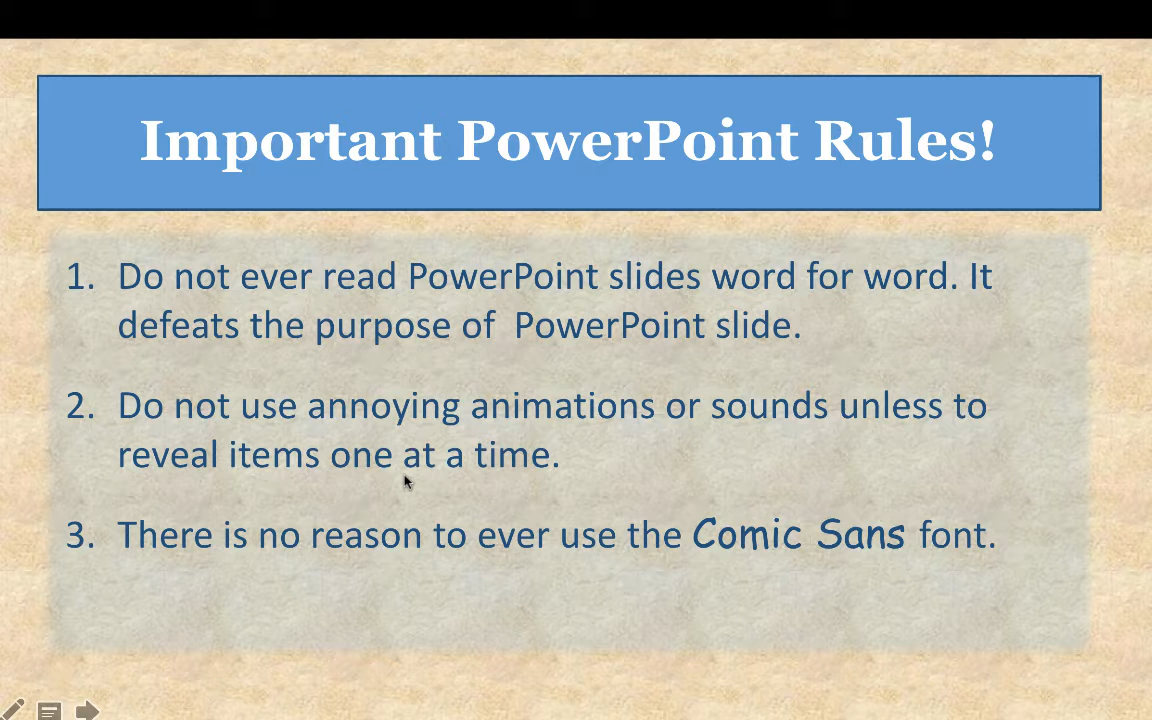 Important PowerPoint Rules!
1. Do not ever read PowerPoint slides word for word. It
defeats the purpose of  PowerPoint slide.
2. Do not use annoying animations or sounds unless to
reveal items one at a time.
3. There is no reason to ever use the Comic Sans font.